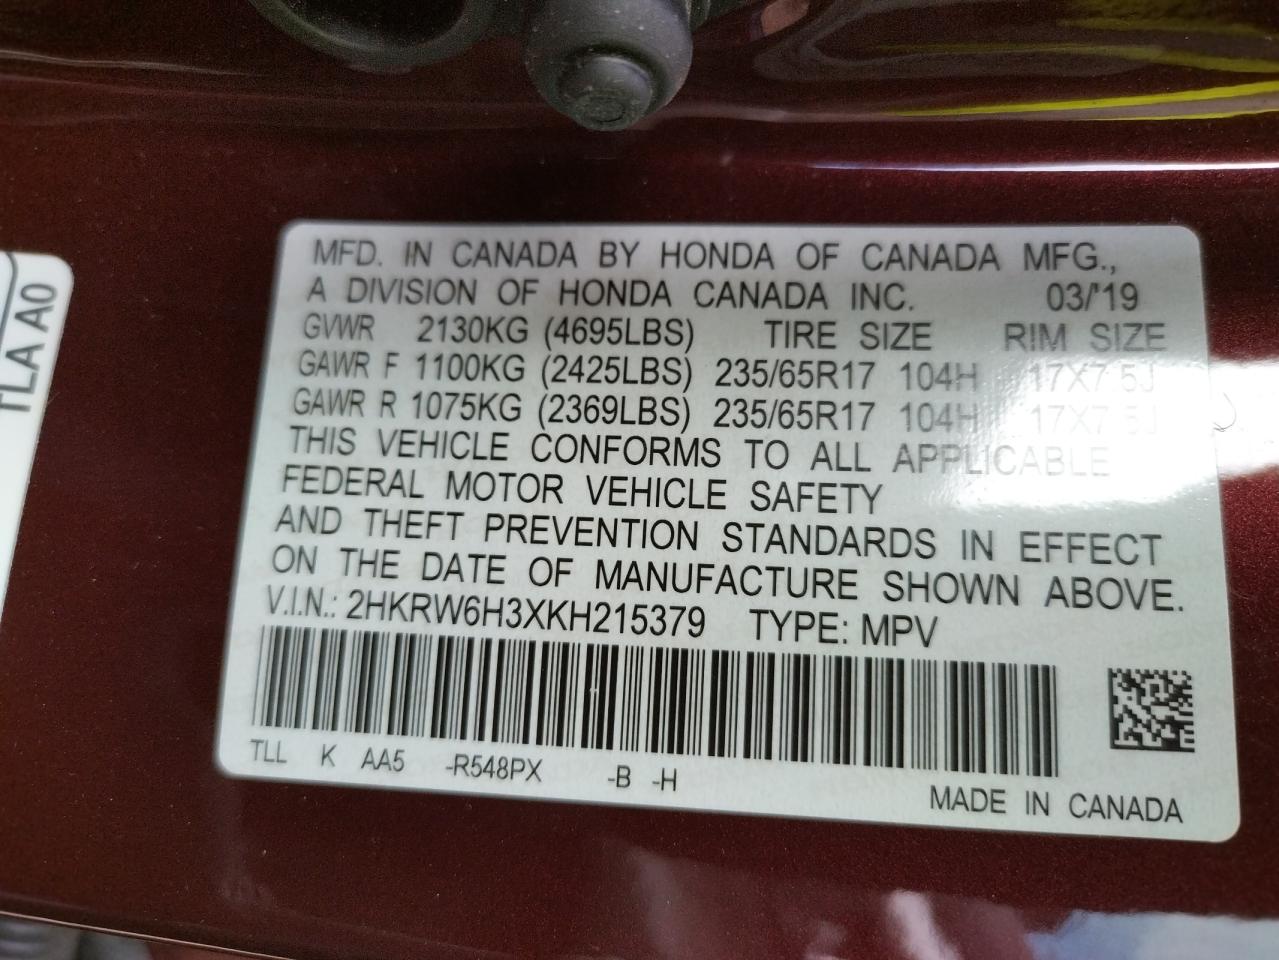 MFD. IN CANADA BY HONDA OF CANADA MFG.,
A DIVISION OF HONDA CANADA INC. 03/'19
GVWR 2130KG (4695LBS) TIRE SIZE RIM SIZE
GAWR F 1100KG (2425LBS) 235/65R17 104H 17X7.5J
GAWR R 1075KG (2369LBS) 235/65R17 104H 17X7.5J
THIS VEHICLE CONFORMS TO ALL APPLICABLE
FEDERAL MOTOR VEHICLE SAFETY
AND THEFT PREVENTION STANDARDS IN EFFECT
ON THE DATE OF MANUFACTURE SHOWN ABOVE.
V.I.N.: 2HKRW6H3XKH215379 TYPE: MPV
TLL K AA5 -R548PX -B -H
MADE IN CANADA
TLA A0